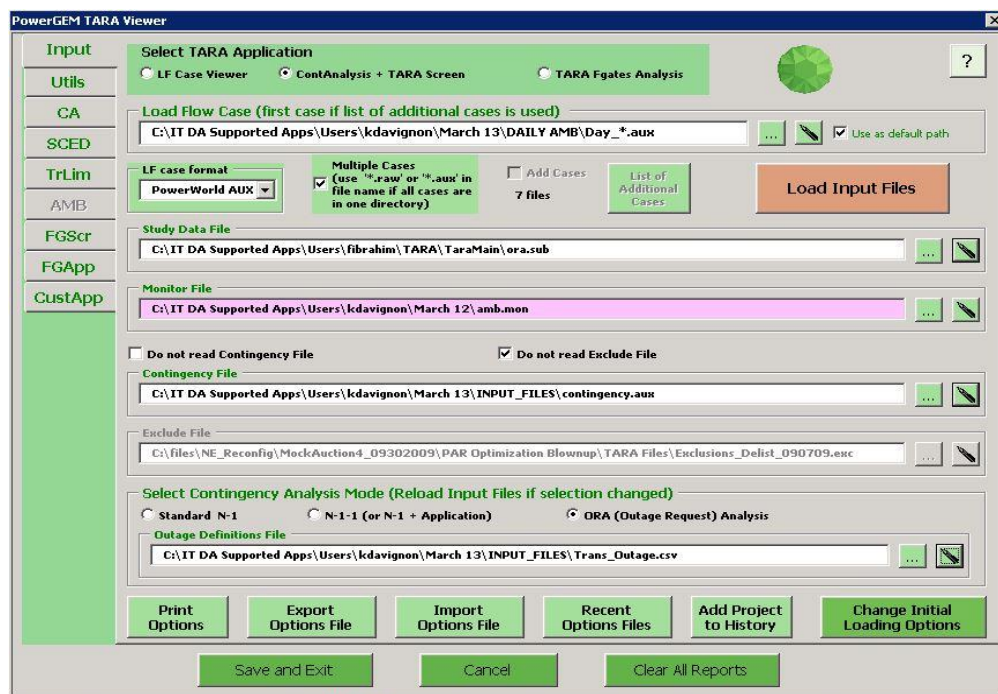 PowerGEM TARA Viewer
Input
Utils
CA
SCED
TrLim
AMB
FGScr
FGApp
CustApp
Select TARA Application
LF Case Viewer ContAnalysis + TARA Screen TARA Fgates Analysis
?
Load Flow Case (first case if list of additional cases is used)
C:\IT DA Supported Apps\Users\kdavignon\March 13\DAILY AMB\Day_*.aux ... Use as default path
LF case format
PowerWorld AUX
Multiple Cases
(use '*.raw' or '*.aux' in
file name if all cases are
in one directory)
Add Cases
7 files
List of
Additional
Cases
Load Input Files
Study Data File
C:\IT DA Supported Apps\Users\fibrahim\TARA\TaraMain\ora.sub ...
Monitor File
C:\IT DA Supported Apps\Users\kdavignon\March 12\amb.mon ...
Do not read Contingency File Do not read Exclude File
Contingency File
C:\IT DA Supported Apps\Users\kdavignon\March 13\INPUT_FILES\contingency.aux ...
Exclude File
C:\files\NE_Reconfig\MockAuction4_09302009\PAR Optimization Blownup\TARA Files\Exclusions_Delist_090709.exc ...
Select Contingency Analysis Mode (Reload Input Files if selection changed)
Standard N-1 N-1-1 (or N-1 + Application) ORA (Outage Request) Analysis
Outage Definitions File
C:\IT DA Supported Apps\Users\kdavignon\March 13\INPUT_FILES\Trans_Outage.csv ...
Print
Options
Export
Options File
Import
Options File
Recent
Options Files
Add Project
to History
Change Initial
Loading Options
Save and Exit Cancel Clear All Reports